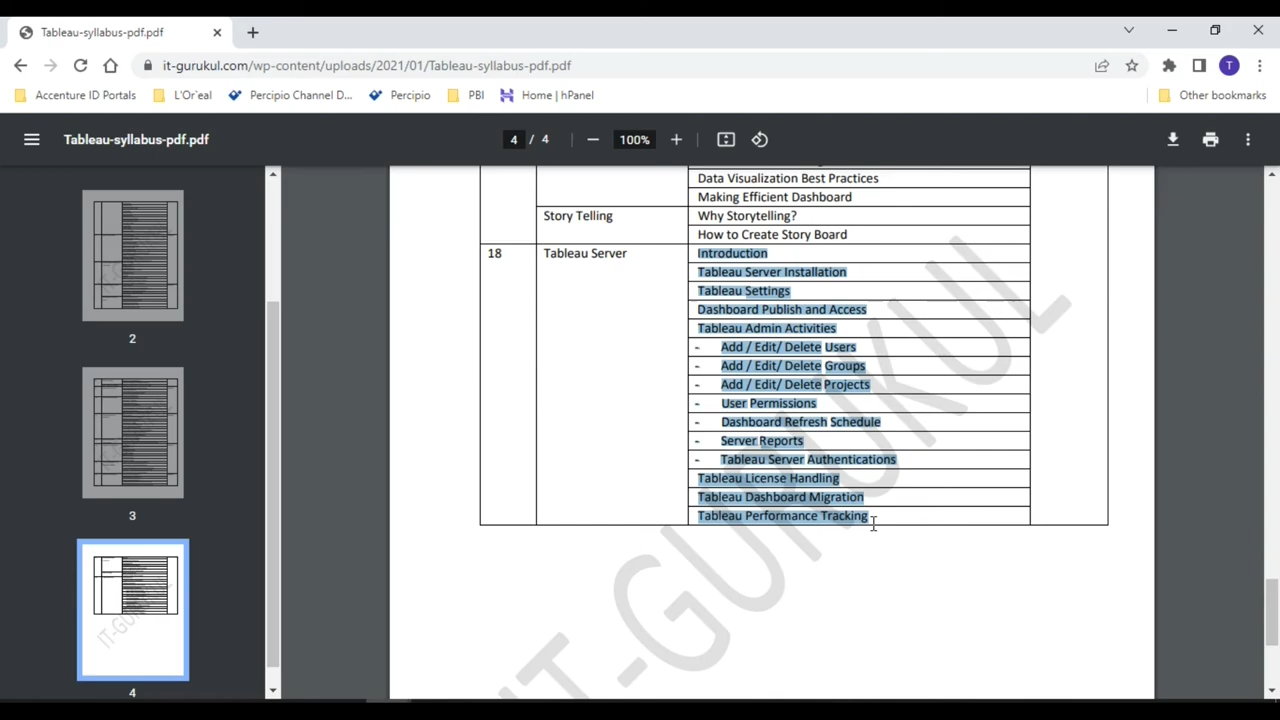 Tableau-syllabus-pdf.pdf
it-gurukul.com/wp-content/uploads/2021/01/Tableau-syllabus-pdf.pdf
T
Accenture ID Portals
L'Or'eal
Percipio Channel D...
Percipio
PBI
Home | hPanel
Other bookmarks
Tableau-syllabus-pdf.pdf
4 / 4
100%
2
3
4
Data Visualization Best Practices
Making Efficient Dashboard
Story Telling
Why Storytelling?
How to Create Story Board
18
Tableau Server
Introduction
Tableau Server Installation
Tableau Settings
Dashboard Publish and Access
Tableau Admin Activities
- Add / Edit/ Delete Users
- Add / Edit/ Delete Groups
- Add / Edit/ Delete Projects
- User Permissions
- Dashboard Refresh Schedule
- Server Reports
- Tableau Server Authentications
Tableau License Handling
Tableau Dashboard Migration
Tableau Performance Tracking
IT-GURUKUL